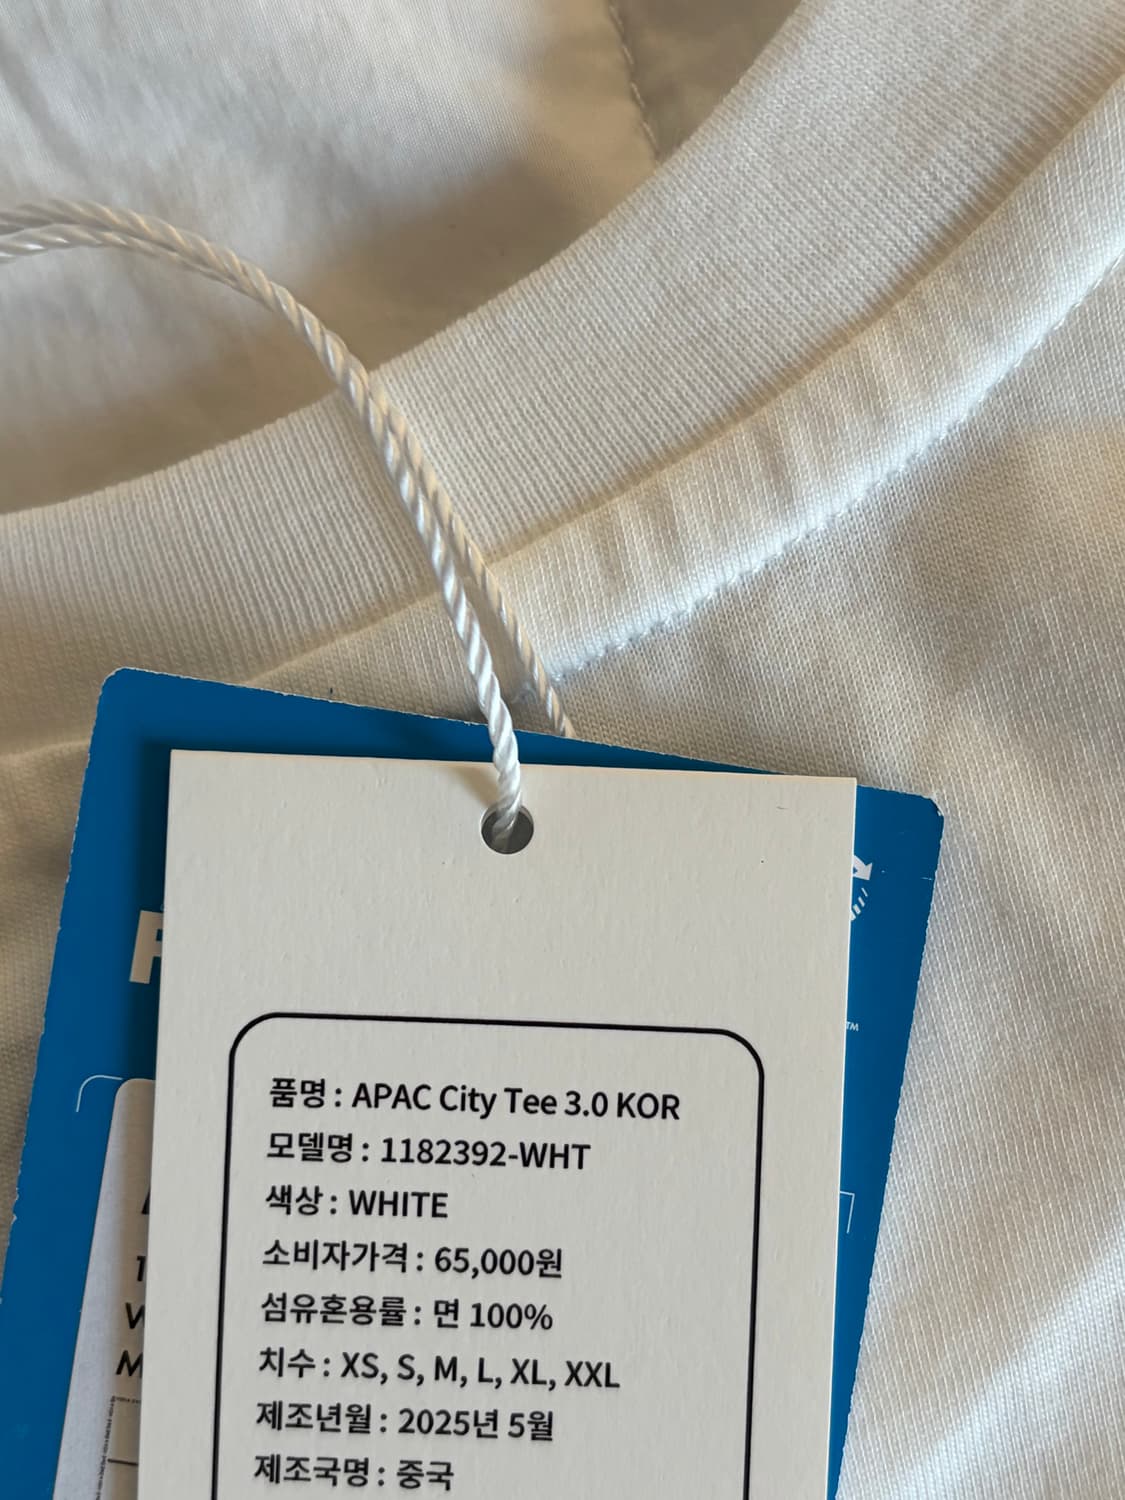 품명 : APAC City Tee 3.0 KOR
모델명 : 1182392-WHT
색상 : WHITE
소비자가격 : 65,000원
섬유혼용률 : 면 100%
치수 : XS, S, M, L, XL, XXL
제조년월 : 2025년 5월
제조국명 : 중국
TM